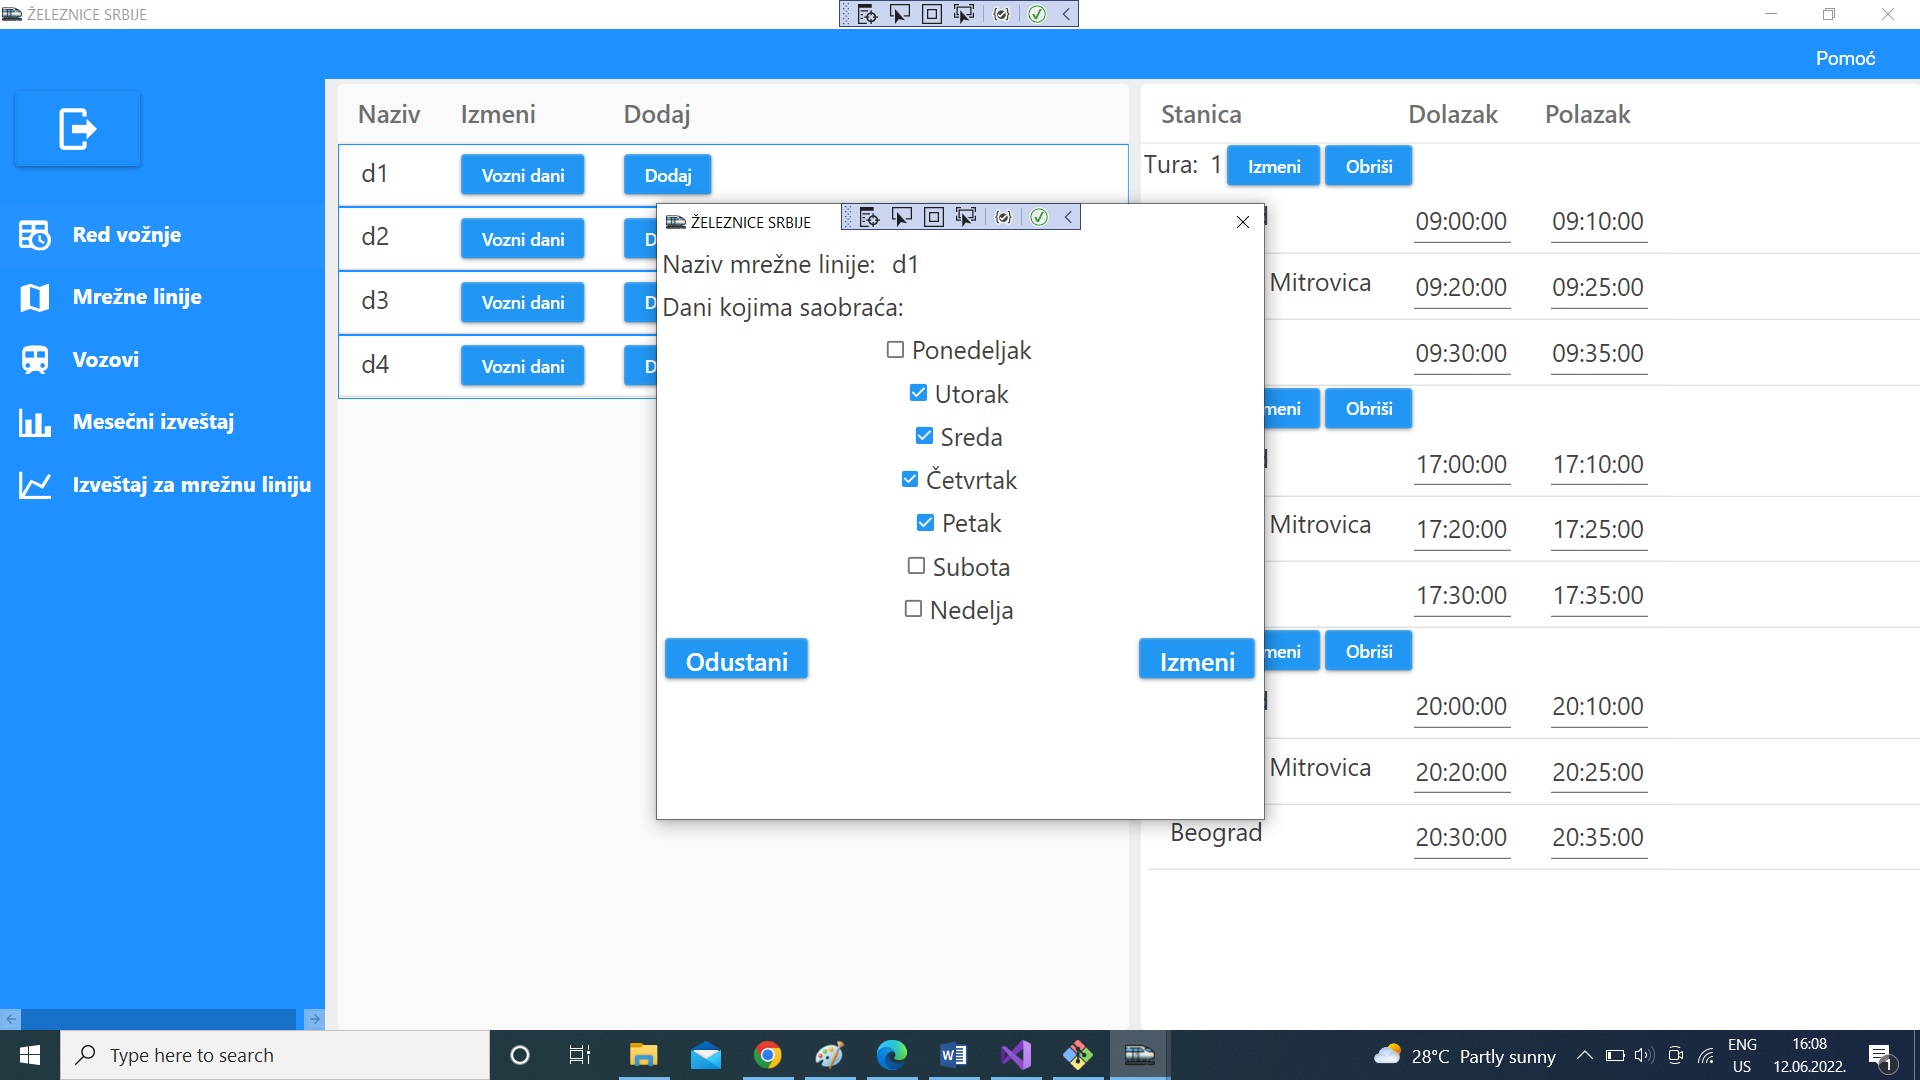 ŽELEZNICE SRBIJE
Pomoć
Red vožnje
Mrežne linije
Vozovi
Mesečni izveštaj
Izveštaj za mrežnu liniju
Naziv Izmeni Dodaj
d1 Vozni dani Dodaj
d2 Vozni dani
d3 Vozni dani
d4 Vozni dani
ŽELEZNICE SRBIJE
Naziv mrežne linije: d1
Dani kojima saobraća:
Ponedeljak
Utorak
Sreda
Četvrtak
Petak
Subota
Nedelja
Odustani Izmeni
Stanica Dolazak Polazak
Tura: 1 Izmeni Obriši
09:00:00 09:10:00
Mitrovica 09:20:00 09:25:00
09:30:00 09:35:00
Obriši
17:00:00 17:10:00
Mitrovica 17:20:00 17:25:00
17:30:00 17:35:00
Obriši
20:00:00 20:10:00
Mitrovica 20:20:00 20:25:00
Beograd 20:30:00 20:35:00
Type here to search
28°C Partly sunny
ENG
US
16:08
12.06.2022.
1